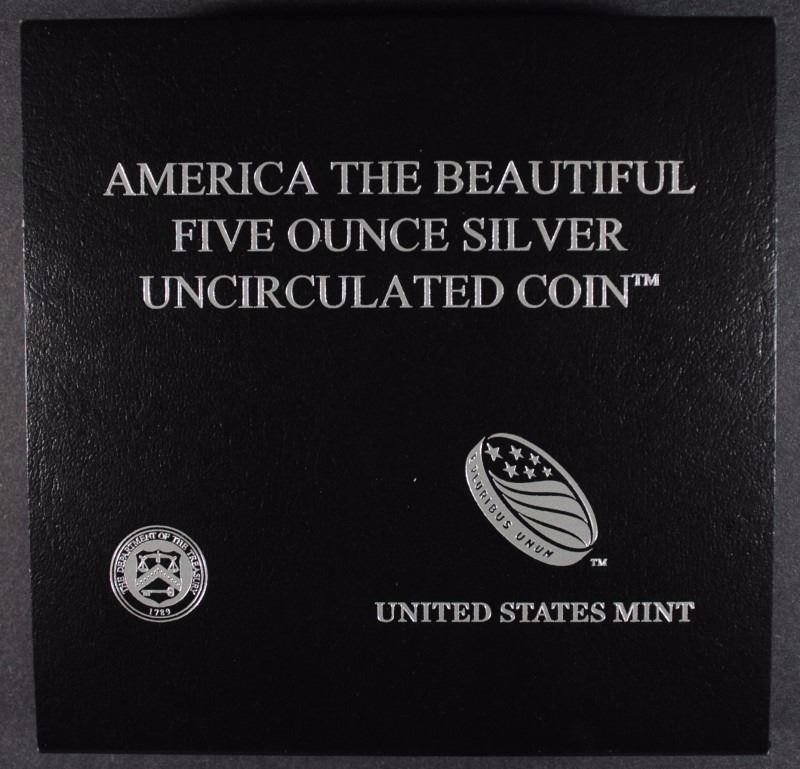 AMERICA THE BEAUTIFUL
FIVE OUNCE SILVER
UNCIRCULATED COIN™
E PLURIBUS UNUM
TM
THE DEPARTMENT OF THE TREASURY
1789
UNITED STATES MINT